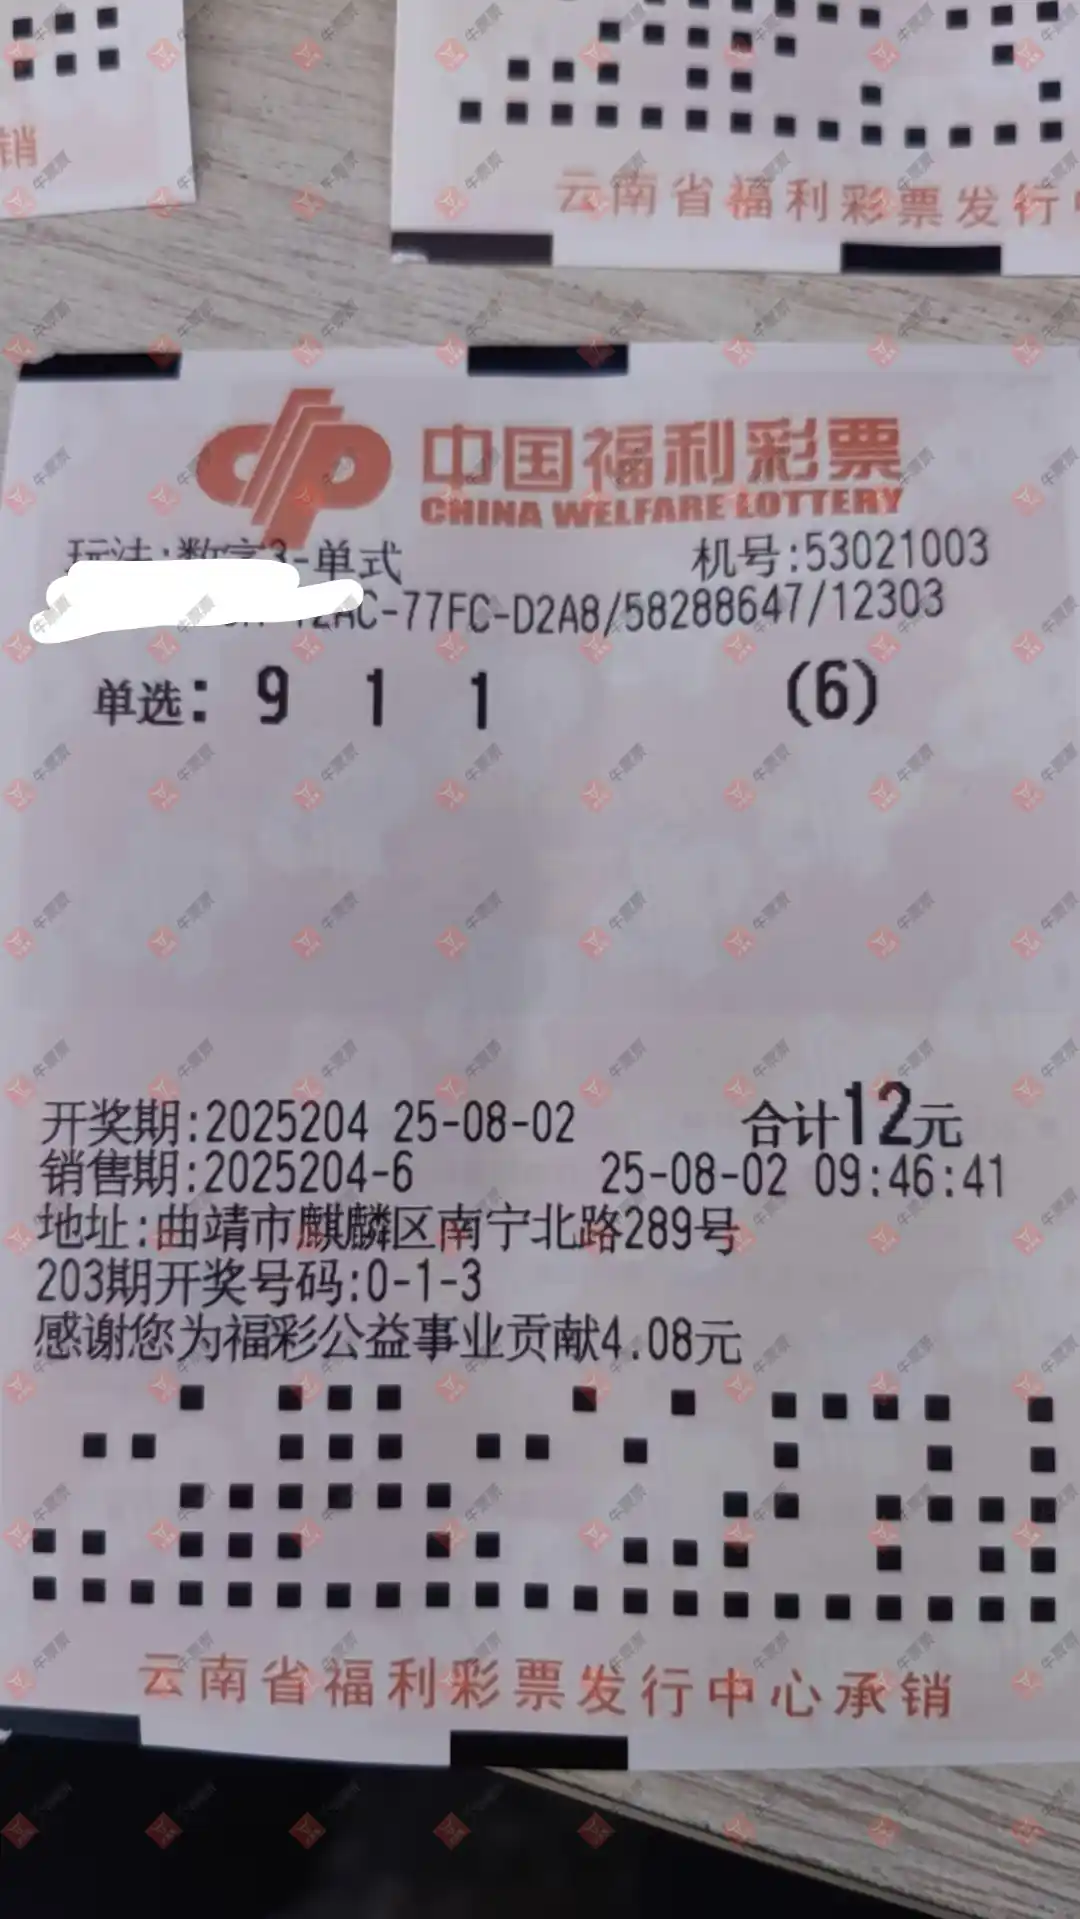 销
云南省福利彩票发行
中国福利彩票
CHINA WELFARE LOTTERY
玩法:数字3-单式
机号:53021003
AC-77FC-D2A8/58288647/12303
单选: 9 1 1 (6)
开奖期:2025204 25-08-02 合计12元
销售期:2025204-6 25-08-02 09:46:41
地址:曲靖市麒麟区南宁北路289号
203期开奖号码:0-1-3
感谢您为福彩公益事业贡献4.08元
云南省福利彩票发行中心承销